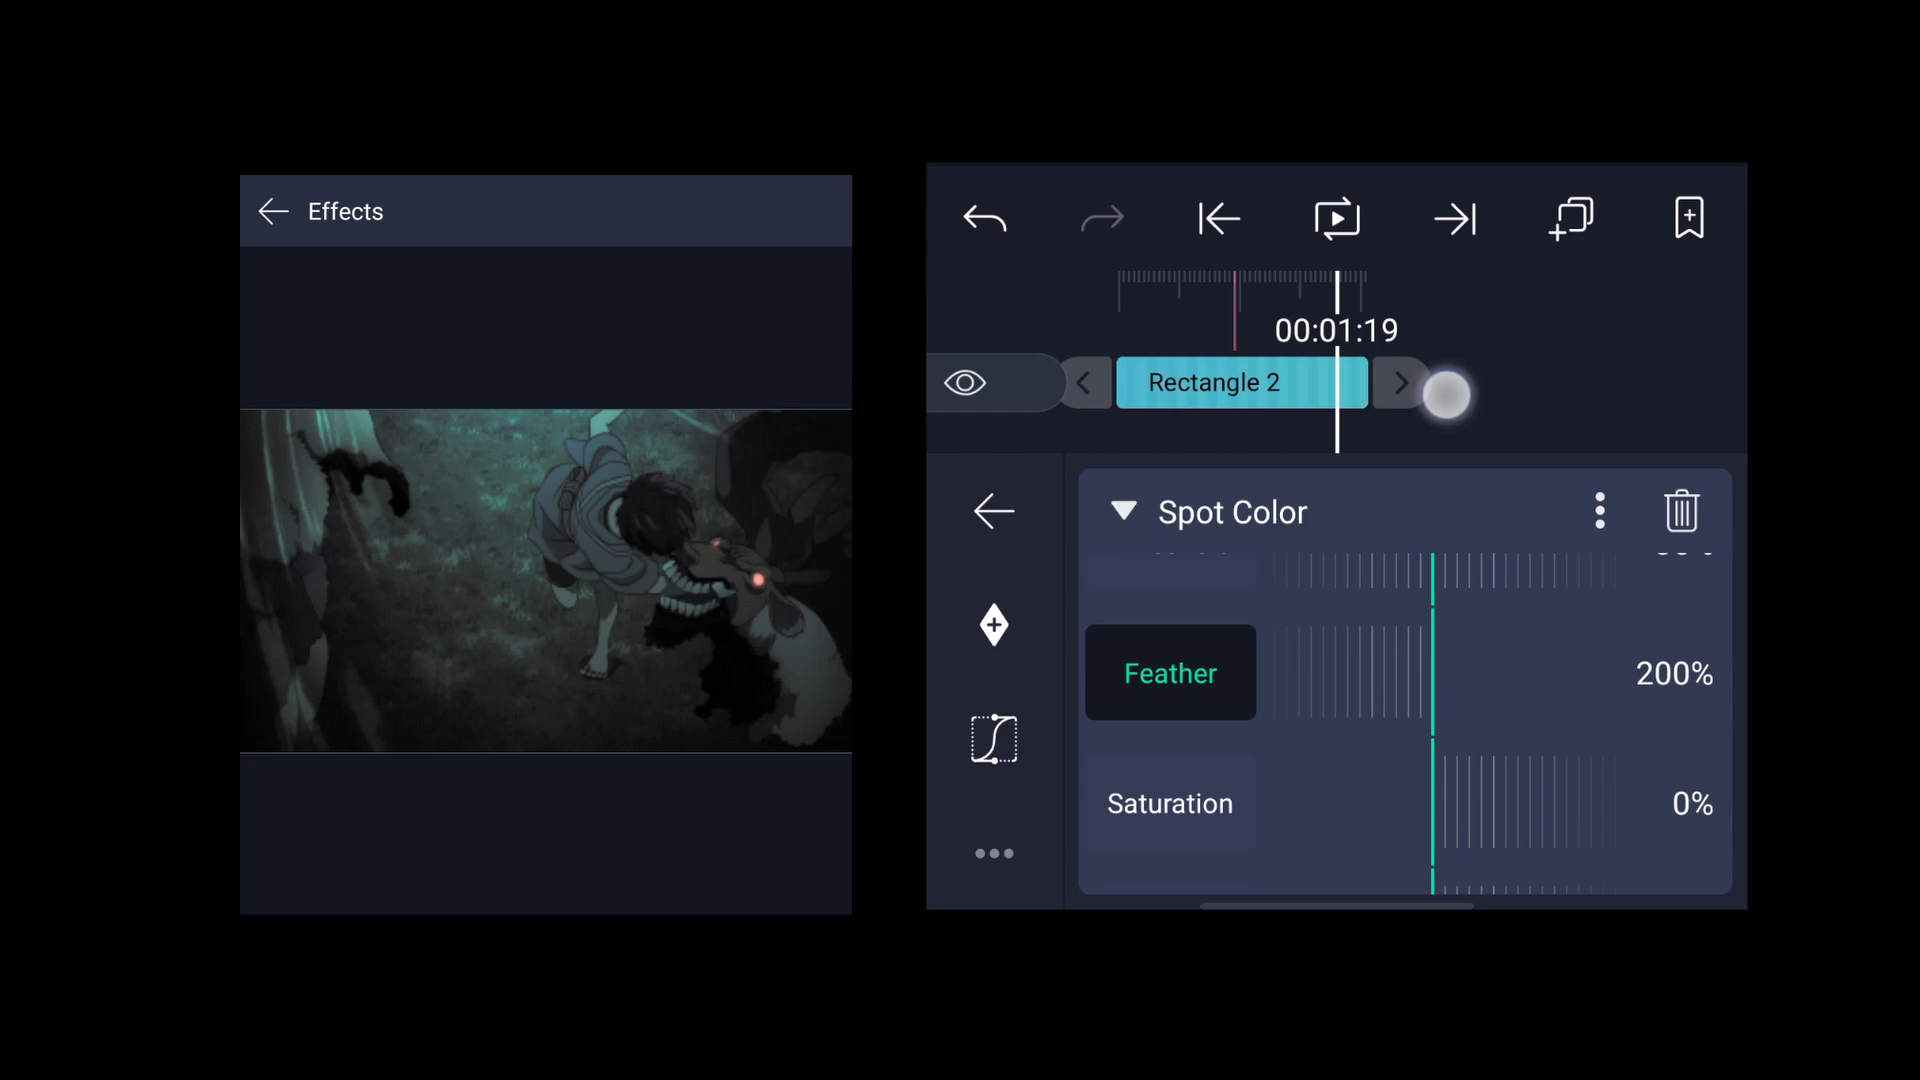 Effects
00:01:19
Rectangle 2
Spot Color
Feather
200%
Saturation
0%